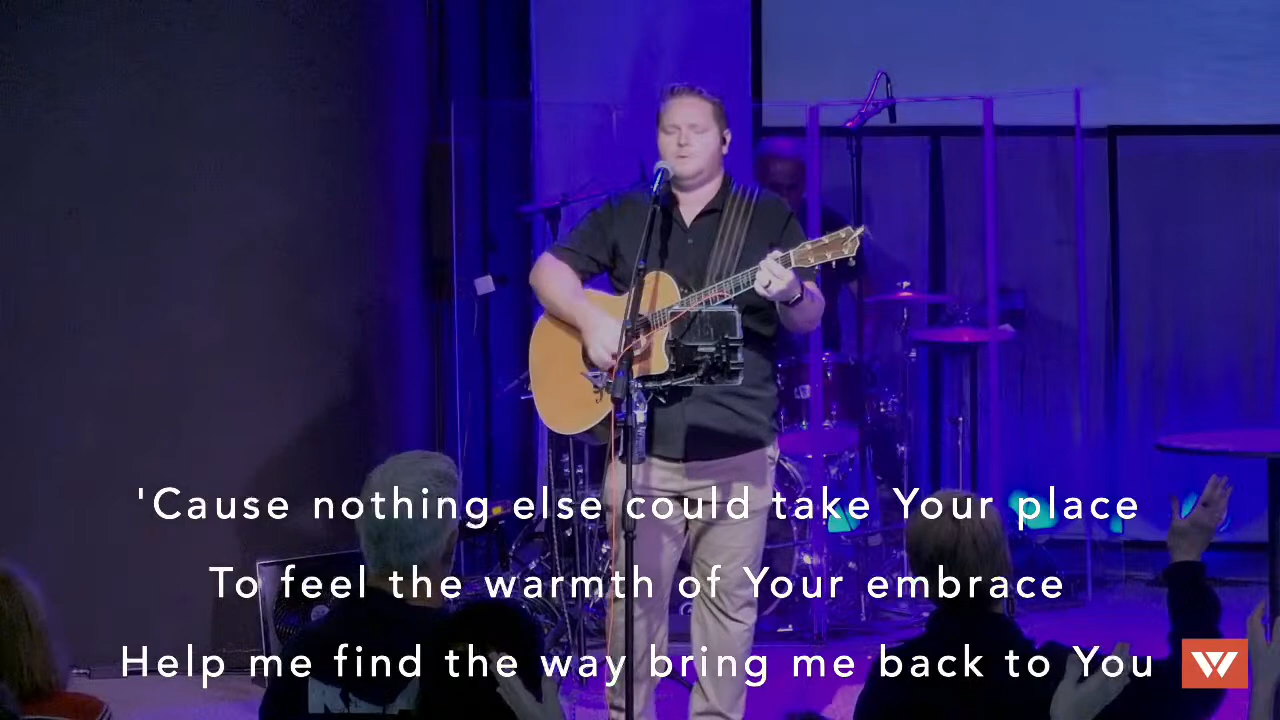 'Cause nothing else could take Your place
To feel the warmth of Your embrace
Help me find the way bring me back to You